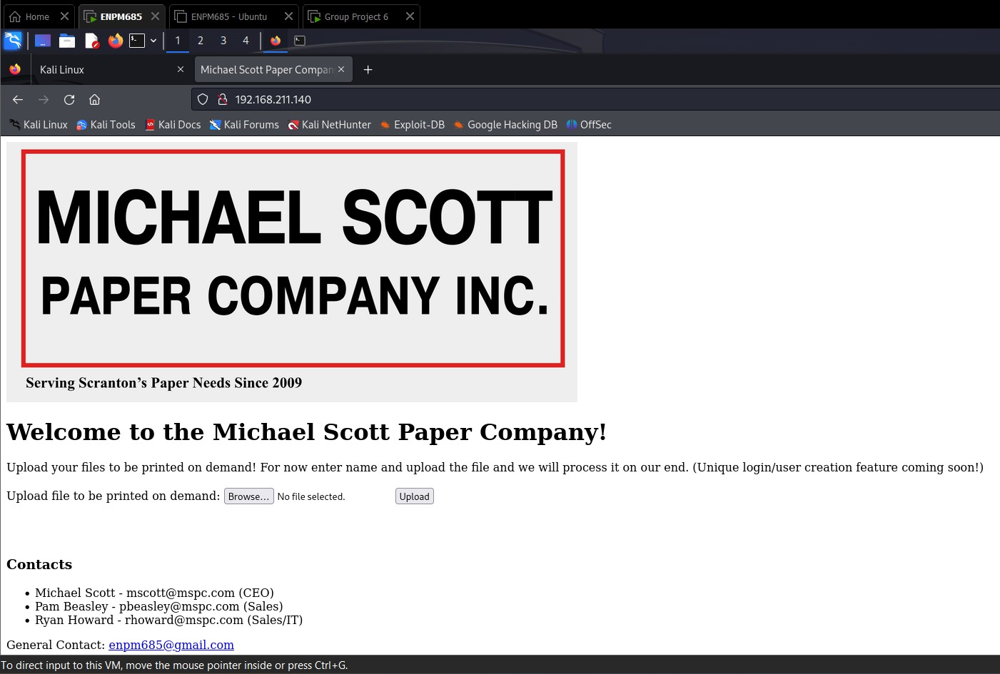 Home
ENPM685
ENPM685 - Ubuntu
Group Project 6
1 2 3 4
Kali Linux
Michael Scott Paper Compan
192.168.211.140
Kali Linux Kali Tools Kali Docs Kali Forums Kali NetHunter Exploit-DB Google Hacking DB OffSec
MICHAEL SCOTT
PAPER COMPANY INC.
Serving Scranton’s Paper Needs Since 2009
Welcome to the Michael Scott Paper Company!
Upload your files to be printed on demand! For now enter name and upload the file and we will process it on our end. (Unique login/user creation feature coming soon!)
Upload file to be printed on demand: Browse... No file selected. Upload
Contacts
• Michael Scott - mscott@mspc.com (CEO)
• Pam Beasley - pbeasley@mspc.com (Sales)
• Ryan Howard - rhoward@mspc.com (Sales/IT)
General Contact: enpm685@gmail.com
To direct input to this VM, move the mouse pointer inside or press Ctrl+G.